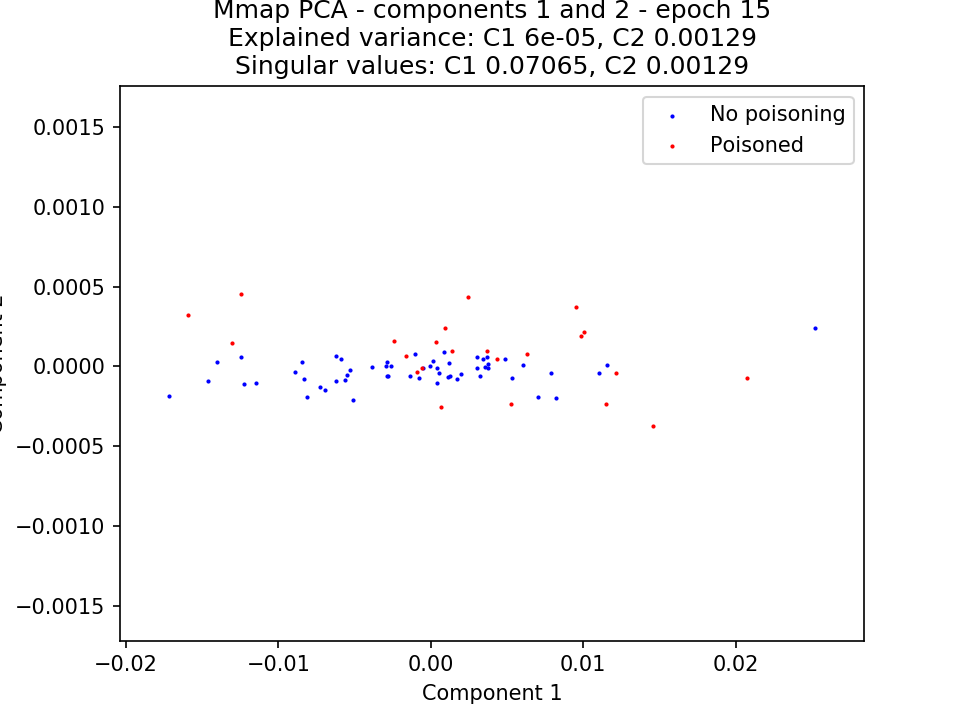 Mmap PCA - components 1 and 2 - epoch 15
Explained variance: C1 6e-05, C2 0.00129
Singular values: C1 0.07065, C2 0.00129
No poisoning
Poisoned
0.0015
0.0010
0.0005
0.0000
−0.0005
−0.0010
−0.0015
−0.02
−0.01
0.00
0.01
0.02
Component 1